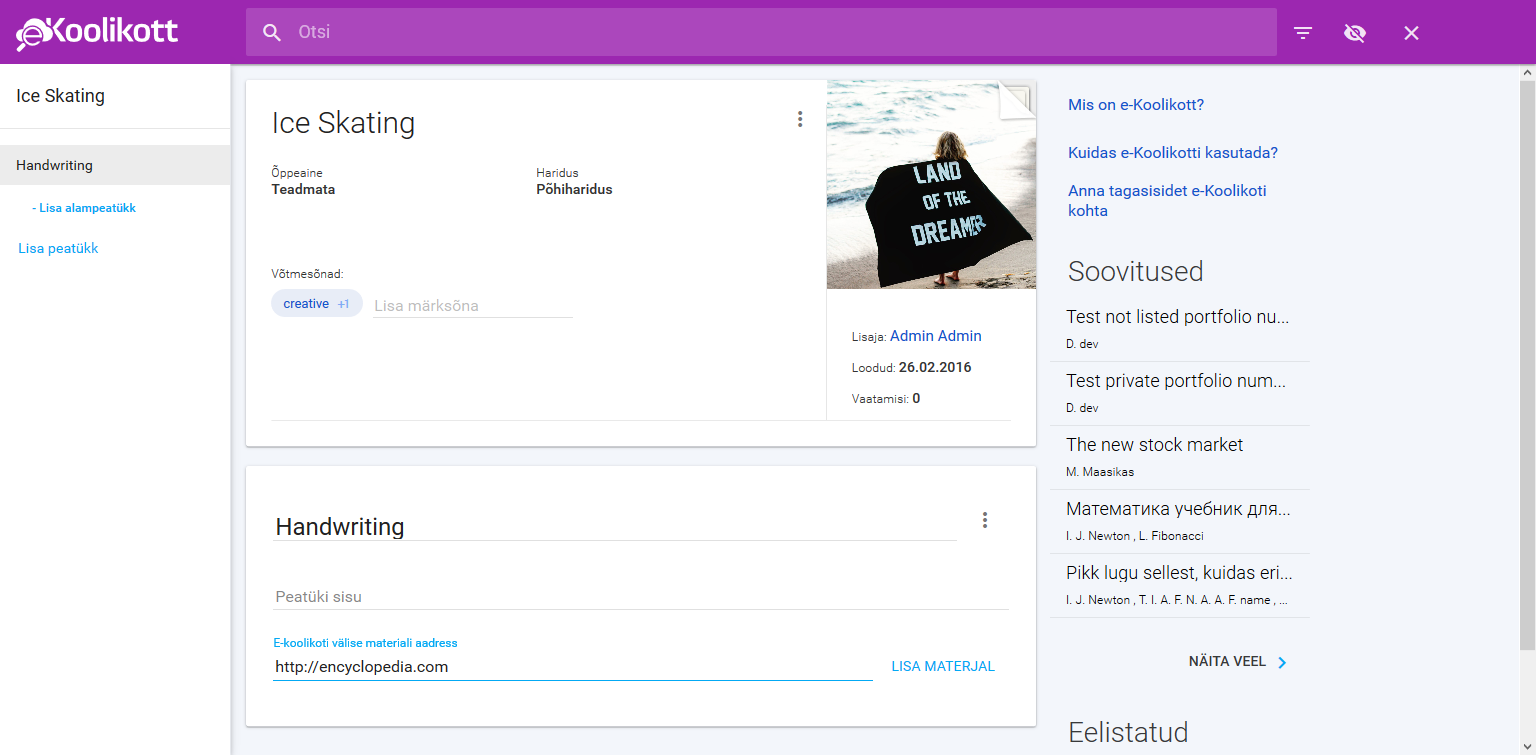 e-Koolikott
Otsi
Ice Skating
Handwriting
- Lisa alampeatükk
Lisa peatükk
Ice Skating
Õppeaine
Teadmata
Haridus
Põhiharidus
Võtmesõnad:
creative +1
Lisa märksõna
LAND
OF THE
DREAMER
Lisaja: Admin Admin
Loodud: 26.02.2016
Vaatamisi: 0
Handwriting
Peatüki sisu
E-koolikoti välise materiali aadress
http://encyclopedia.com
LISA MATERJAL
Mis on e-Koolikott?
Kuidas e-Koolikotti kasutada?
Anna tagasisidet e-Koolikoti
kohta
Soovitused
Test not listed portfolio nu...
D. dev
Test private portfolio num...
D. dev
The new stock market
M. Maasikas
Математика учебник для...
I. J. Newton , L. Fibonacci
Pikk lugu sellest, kuidas eri...
I. J. Newton , T. I. A. F. N. A. A. F. name , ...
NÄITA VEEL
Eelistatud